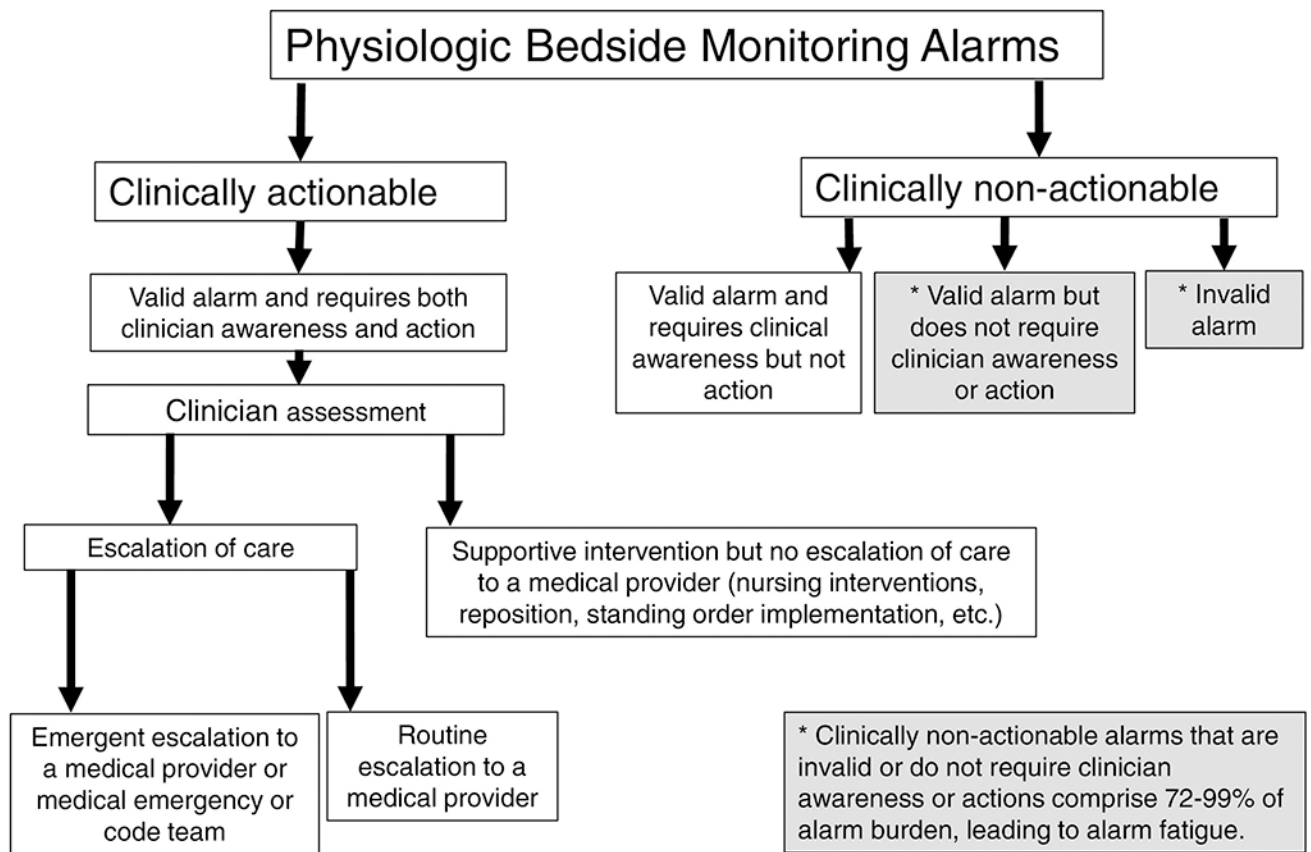 Physiologic Bedside Monitoring Alarms
Clinically actionable
Clinically non-actionable
Valid alarm and requires both
clinician awareness and action
Valid alarm and
requires clinical
awareness but not
action
* Valid alarm but
does not require
clinician awareness
or action
* Invalid
alarm
Clinician assessment
Escalation of care
Supportive intervention but no escalation of care
to a medical provider (nursing interventions,
reposition, standing order implementation, etc.)
Emergent escalation to
a medical provider or
medical emergency or
code team
Routine
escalation to a
medical provider
* Clinically non-actionable alarms that are
invalid or do not require clinician
awareness or actions comprise 72-99% of
alarm burden, leading to alarm fatigue.